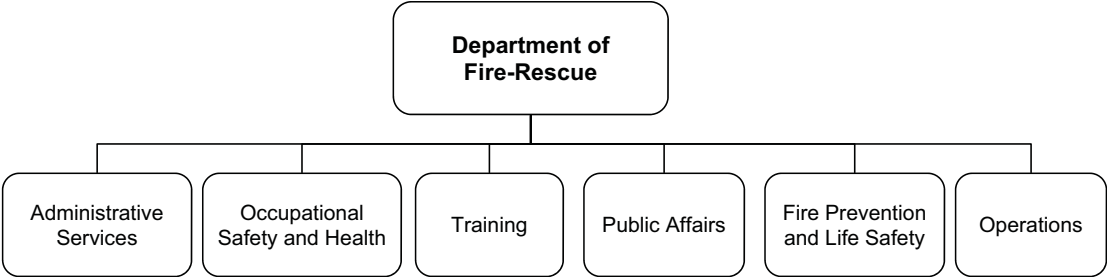 Department of
Fire-Rescue
Administrative
Services
Occupational
Safety and Health
Training
Public Affairs
Fire Prevention
and Life Safety
Operations